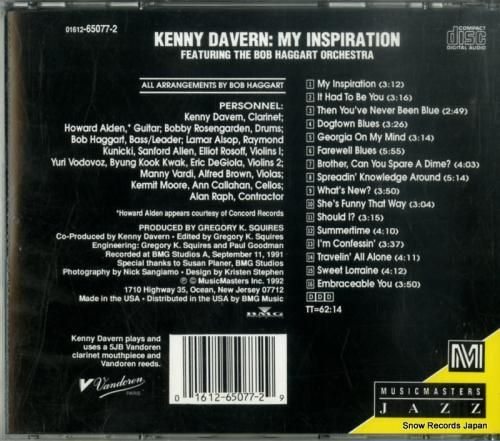 01612-65077-2
KENNY DAVERN: MY INSPIRATION
FEATURING THE BOB HAGGART ORCHESTRA
COMPACT
disc
DIGITAL AUDIO
ALL ARRANGEMENTS BY BOB HAGGART
PERSONNEL:
Kenny Davern, Clarinet;
Howard Alden,* Guitar; Bobby Rosengarden, Drums;
Bob Haggart, Bass/Leader; Lamar Alsop, Raymond
Kunicki, Sanford Allen, Elliot Rosoff, Violins I;
Yuri Vodovoz, Byung Kook Kwak, Eric DeGiola, Violins 2;
Manny Vardi, Alfred Brown, Violas;
Kermit Moore, Ann Callahan, Cellos;
Alan Raph, Contractor
*Howard Alden appears courtesy of Concord Records
PRODUCED BY GREGORY K. SQUIRES
Co-Produced by Kenny Davern • Edited by Gregory K. Squires
Engineering: Gregory K. Squires and Paul Goodman
Recorded at BMG Studios A, September 11, 1991
Special thanks to Susan Planer, BMG Studios
Photography by Nick Sangiamo • Design by Kristen Stephen
℗ © MusicMasters Inc. 1992
1710 Highway 35, Ocean, New Jersey 07712
Made in the USA • Distributed in the USA by BMG Music
1 My Inspiration (3:12)
2 It Had To Be You (3:16)
3 Then You've Never Been Blue (2:49)
4 Dogtown Blues (3:26)
5 Georgia On My Mind (3:14)
6 Farewell Blues (5:55)
7 Brother, Can You Spare A Dime? (4:03)
8 Spreadin' Knowledge Around (5:14)
9 What's New? (3:50)
10 She's Funny That Way (3:04)
11 Should I? (3:15)
12 Summertime (4:10)
13 I'm Confessin' (3:37)
14 Travelin' All Alone (4:11)
15 Sweet Lorraine (4:12)
16 Embraceable You (3:50)
DDD
TT=62:14
BMG
Kenny Davern plays and
uses a 5JB Vandoren
clarinet mouthpiece and
Vandoren reeds.
V Vandoren
PARIS
0 1612-65077-2 9
M
MUSICMASTERS
JAZZ
Snow Records Japan